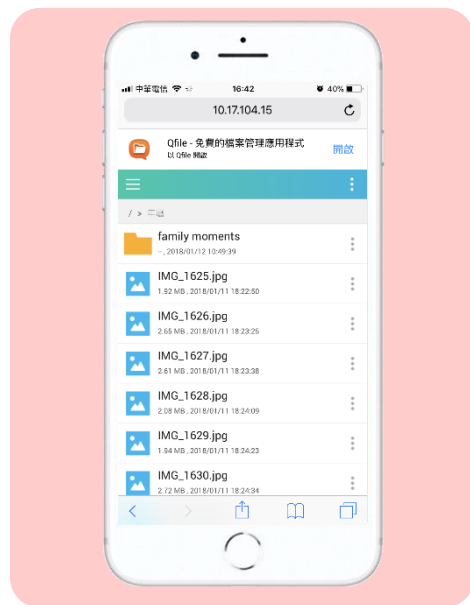 中華電信
16:42
40%
10.17.104.15
Qfile - 免費的檔案管理應用程式
以 Qfile 開啟
開啟
/ >
family moments
--, 2018/01/12 10:49:39
IMG_1625.jpg
1.92 MB , 2018/01/11 18:22:50
IMG_1626.jpg
2.65 MB , 2018/01/11 18:23:25
IMG_1627.jpg
2.61 MB , 2018/01/11 18:23:38
IMG_1628.jpg
2.08 MB , 2018/01/11 18:24:09
IMG_1629.jpg
1.94 MB , 2018/01/11 18:24:23
IMG_1630.jpg
2.72 MB , 2018/01/11 18:24:34